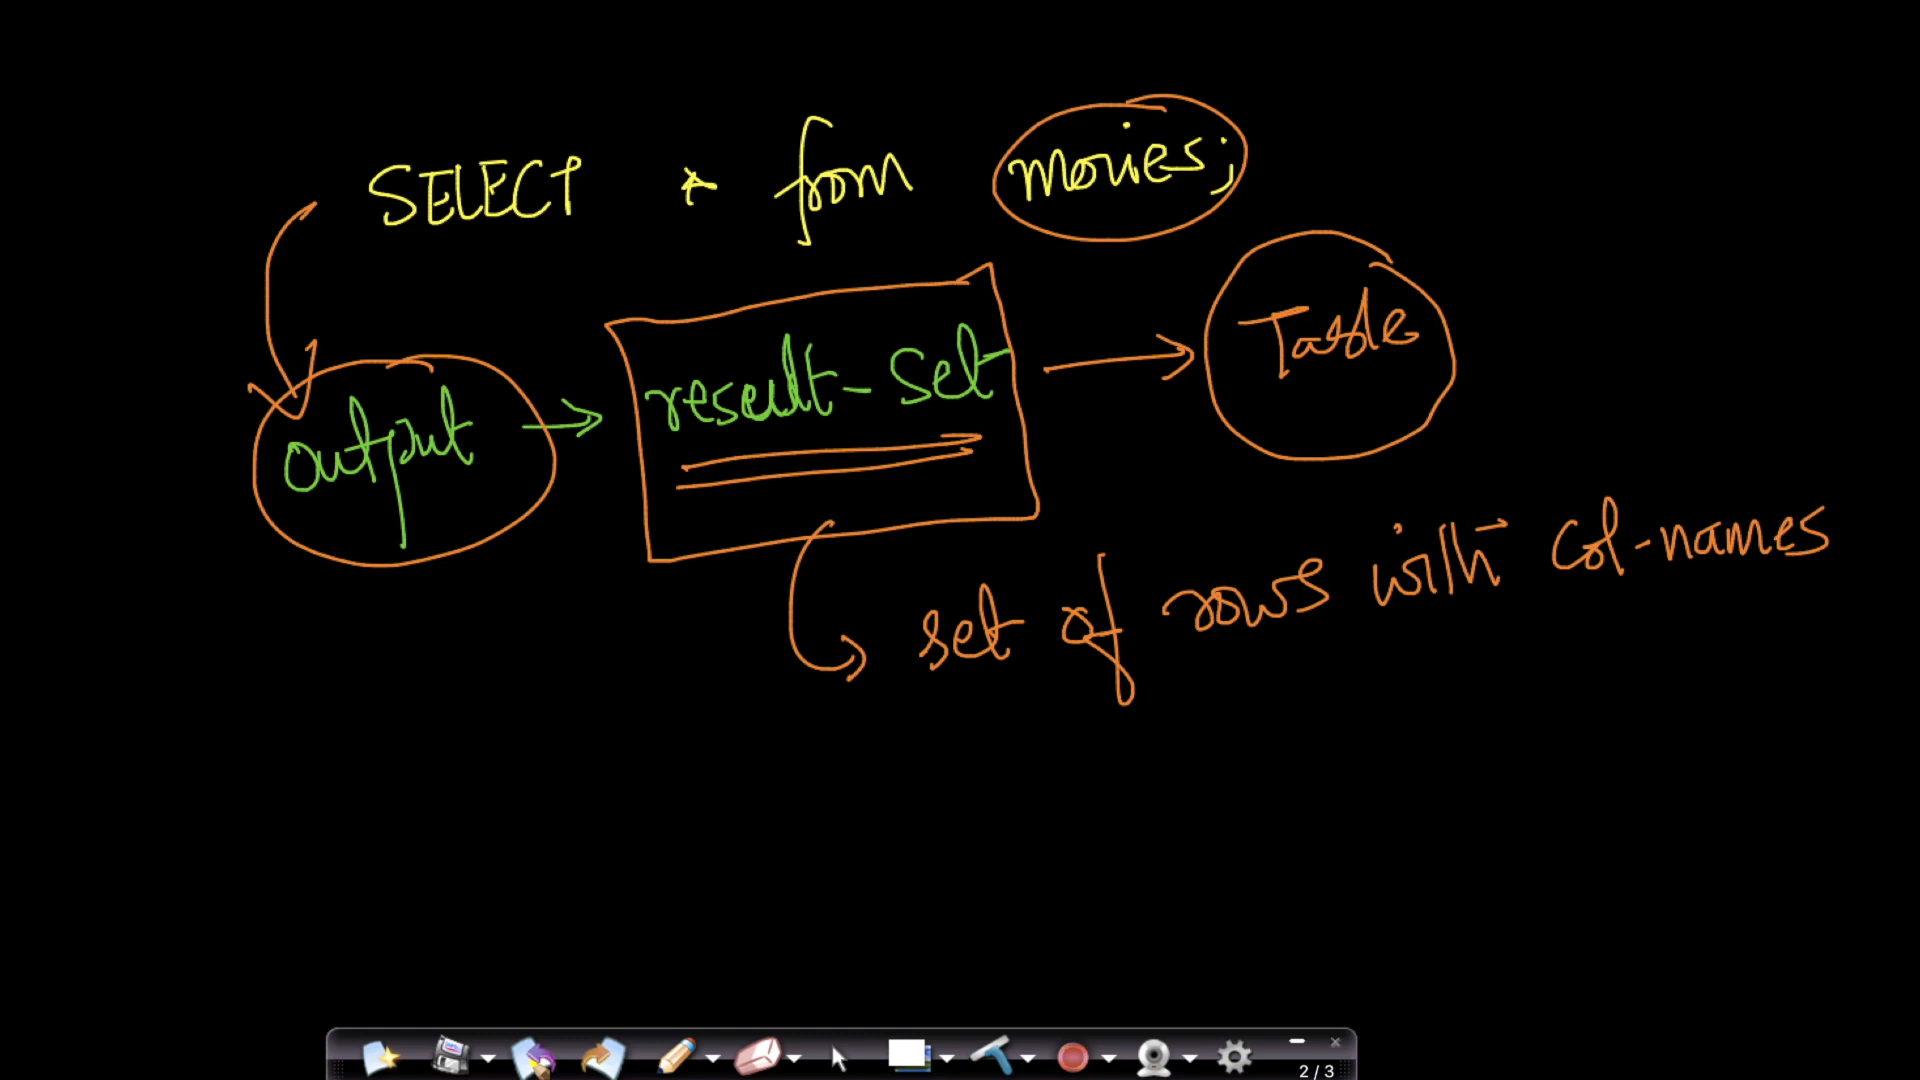 SELECT * from movies;
output → result-set → Table
set of rows with col-names
2 / 3